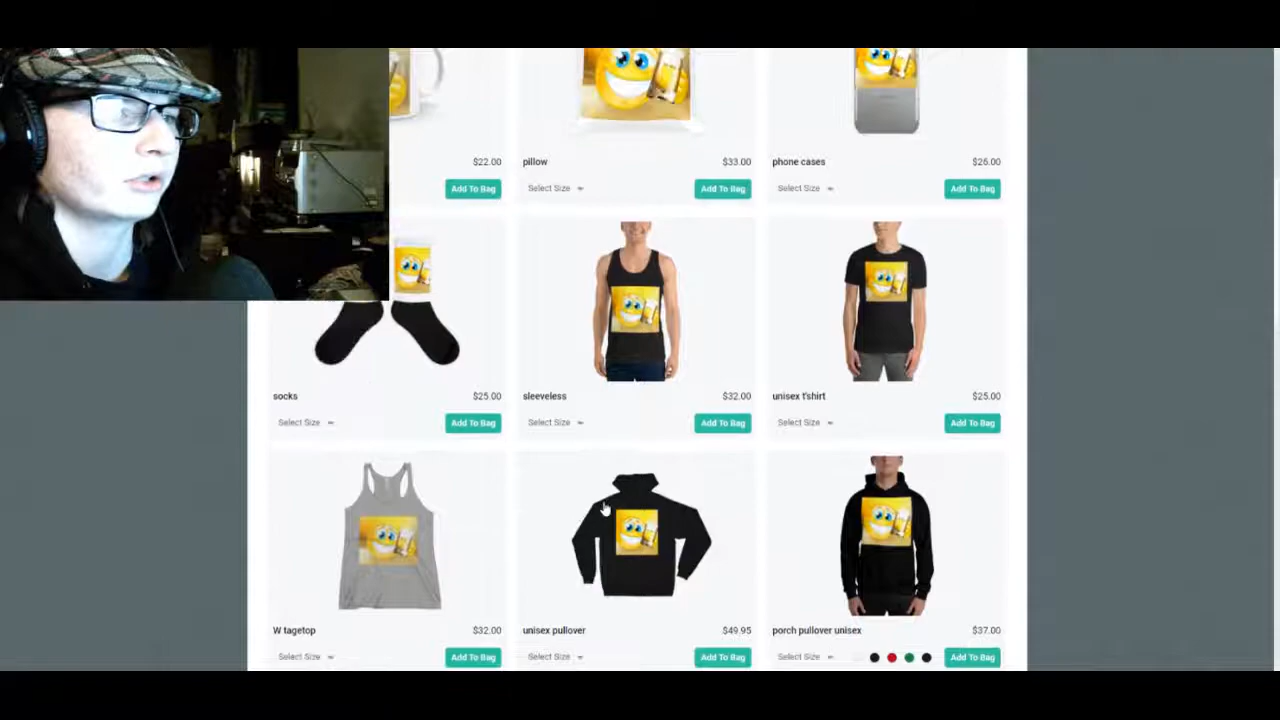 $22.00
pillow $33.00
phone cases $26.00
Add To Bag
Select Size Add To Bag
Select Size Add To Bag
socks $25.00
sleeveless $32.00
unisex t'shirt $25.00
Select Size Add To Bag
Select Size Add To Bag
Select Size Add To Bag
W tagetop $32.00
unisex pullover $49.95
porch pullover unisex $37.00
Select Size Add To Bag
Select Size Add To Bag
Select Size Add To Bag